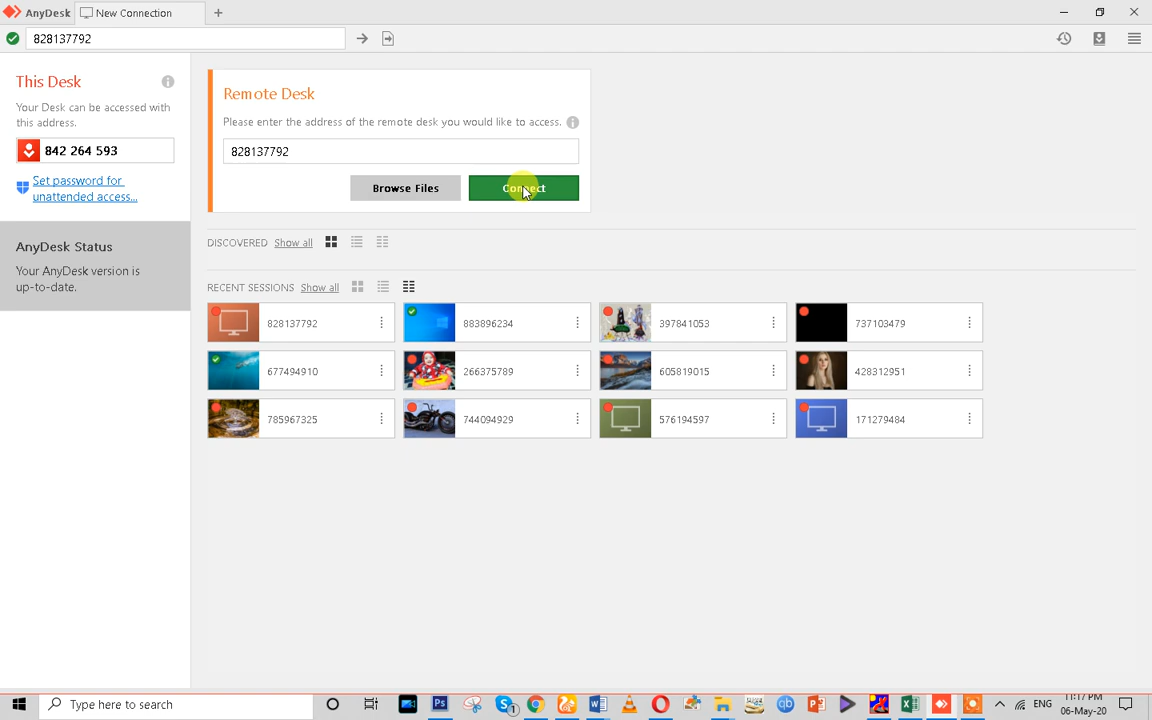 AnyDesk New Connection +
828137792
This Desk
Your Desk can be accessed with
this address.
842 264 593
Set password for
unattended access...
AnyDesk Status
Your AnyDesk version is
up-to-date.
Remote Desk
Please enter the address of the remote desk you would like to access.
828137792
Browse Files Connect
DISCOVERED Show all
RECENT SESSIONS Show all
828137792 883896234 397841053 737103479
677494910 266375789 605819015 428312951
785967325 744094929 576194597 171279484
Type here to search
ENG
11:17 PM
06-May-20